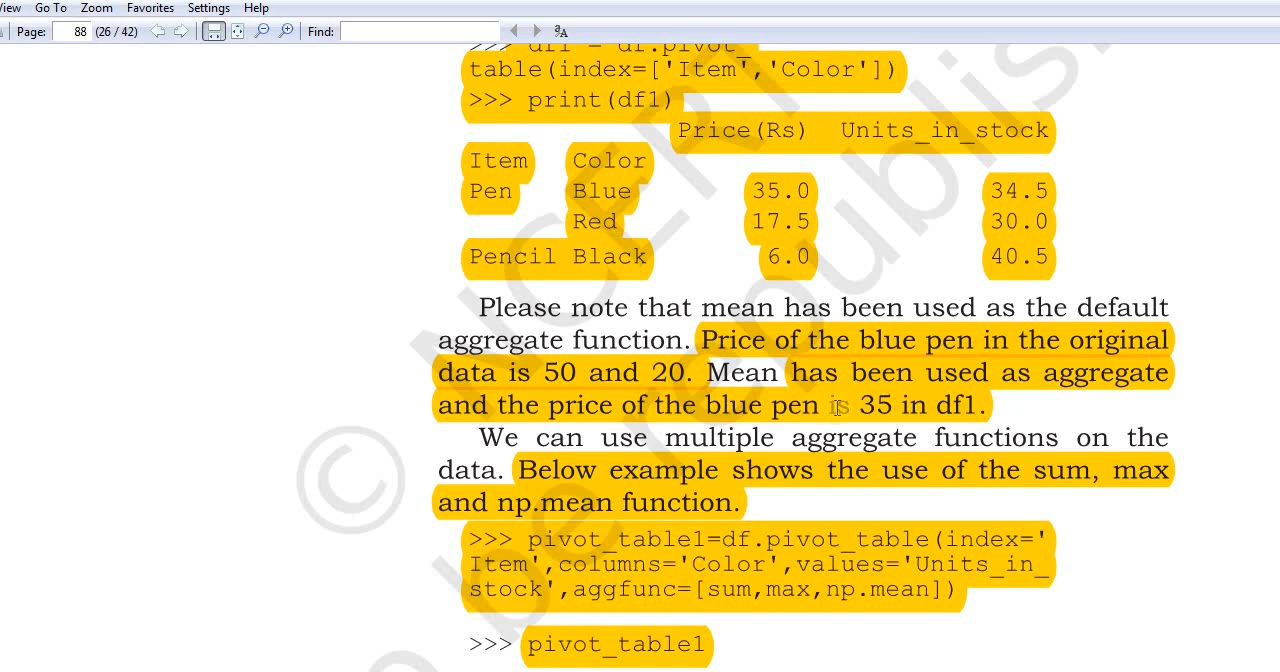 View Go To Zoom Favorites Settings Help
Page: 88 (26 / 42) Find:
>>> df1 = df.pivot_
table(index=['Item','Color'])
>>> print(df1)
Price(Rs) Units_in_stock
Item Color
Pen Blue 35.0 34.5
Red 17.5 30.0
Pencil Black 6.0 40.5
Please note that mean has been used as the default
aggregate function. Price of the blue pen in the original
data is 50 and 20. Mean has been used as aggregate
and the price of the blue pen is 35 in df1.
We can use multiple aggregate functions on the
data. Below example shows the use of the sum, max
and np.mean function.
>>> pivot_table1=df.pivot_table(index='
Item',columns='Color',values='Units_in_
stock',aggfunc=[sum,max,np.mean])
>>> pivot_table1
© NCERT
be republis